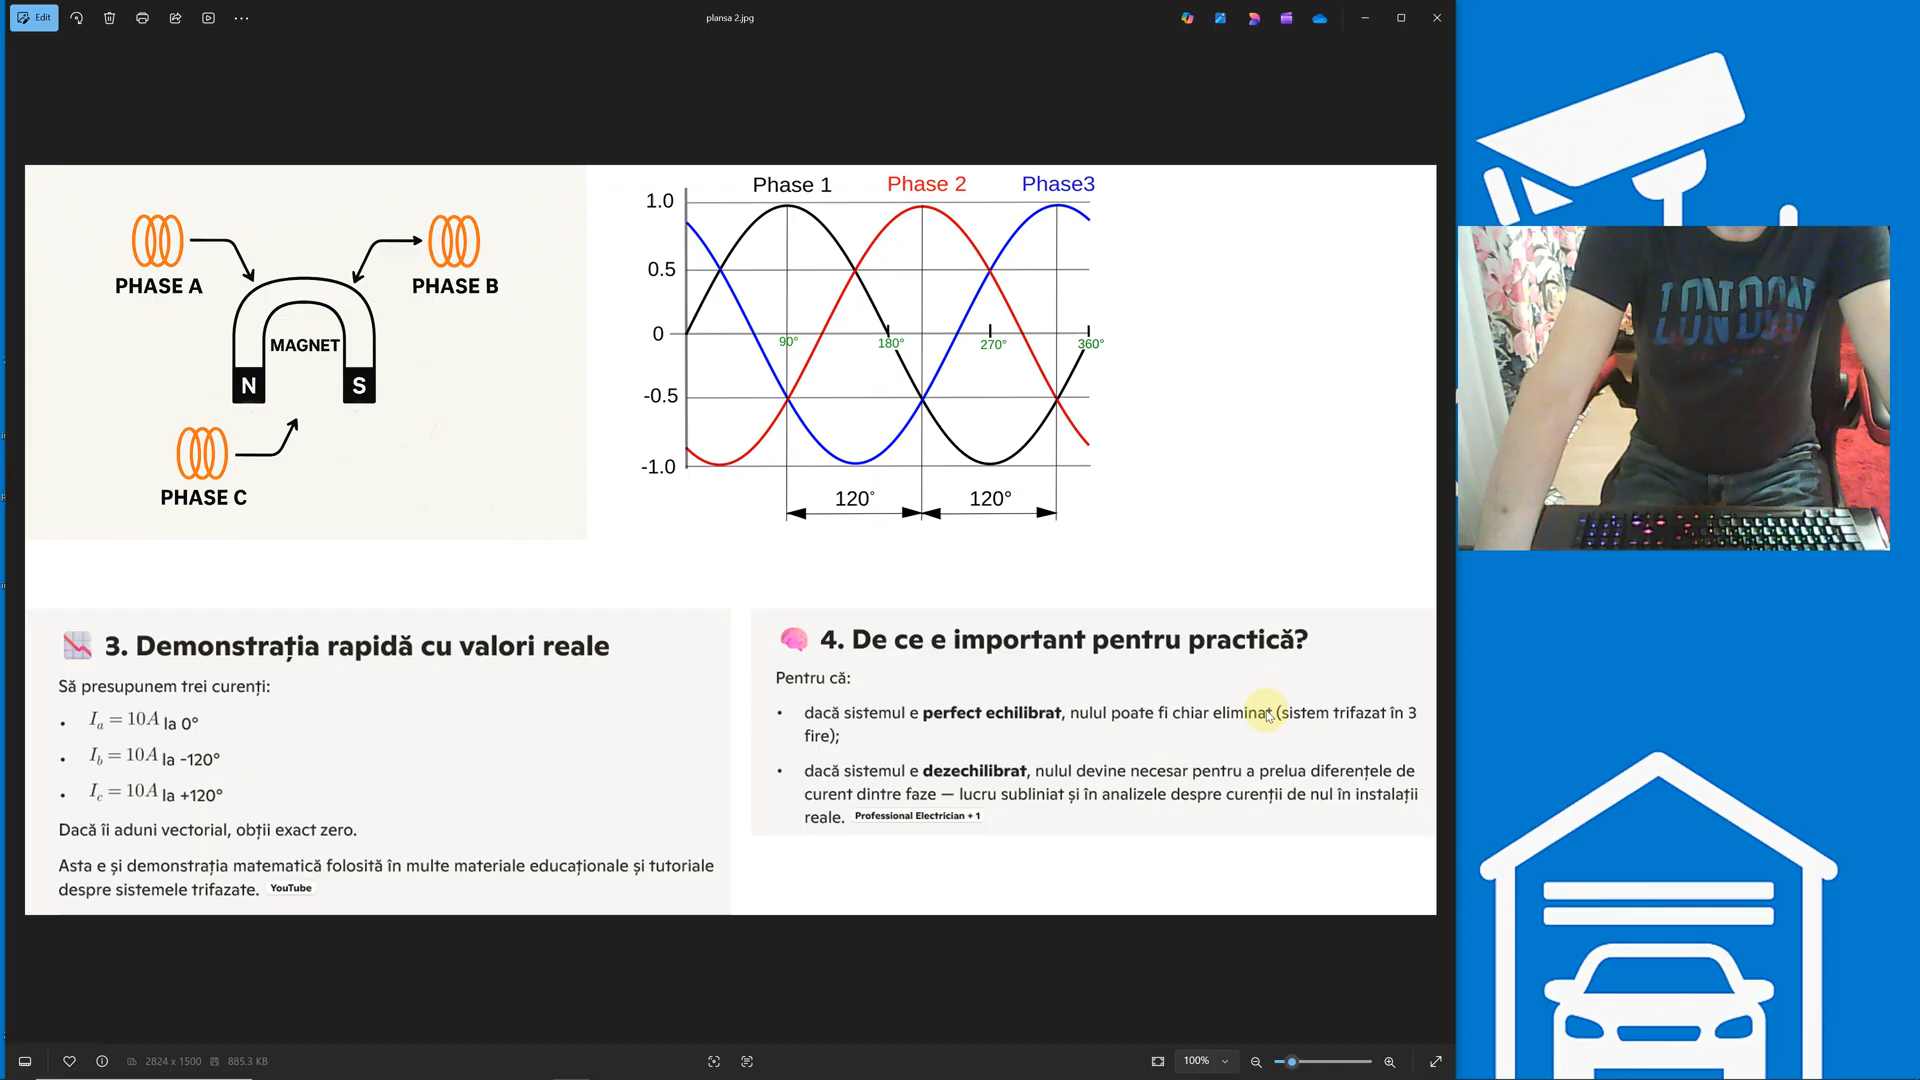 Edit
plansa 2.jpg
PHASE A
PHASE B
MAGNET
N
S
PHASE C
Phase 1
Phase 2
Phase3
1.0
0.5
0
-0.5
-1.0
90°
180°
270°
360°
120°
120°
3. Demonstrația rapidă cu valori reale
Să presupunem trei curenți:
• Ia = 10A la 0°
• Ib = 10A la -120°
• Ic = 10A la +120°
Dacă îi aduni vectorial, obții exact zero.
Asta e și demonstrația matematică folosită în multe materiale educaționale și tutoriale
despre sistemele trifazate. YouTube
4. De ce e important pentru practică?
Pentru că:
• dacă sistemul e perfect echilibrat, nulul poate fi chiar eliminat (sistem trifazat în 3
fire);
• dacă sistemul e dezechilibrat, nulul devine necesar pentru a prelua diferențele de
curent dintre faze — lucru subliniat și în analizele despre curenții de nul în instalații
reale. Professional Electrician + 1
LONDON
2824 x 1500
885.3 KB
100%